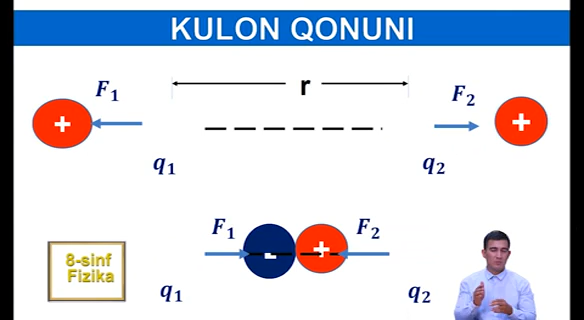 KULON QONUNI
r
F₁
F₂
+
+
q₁
q₂
F₁
F₂
-
+
q₁
q₂
8-sinf
Fizika